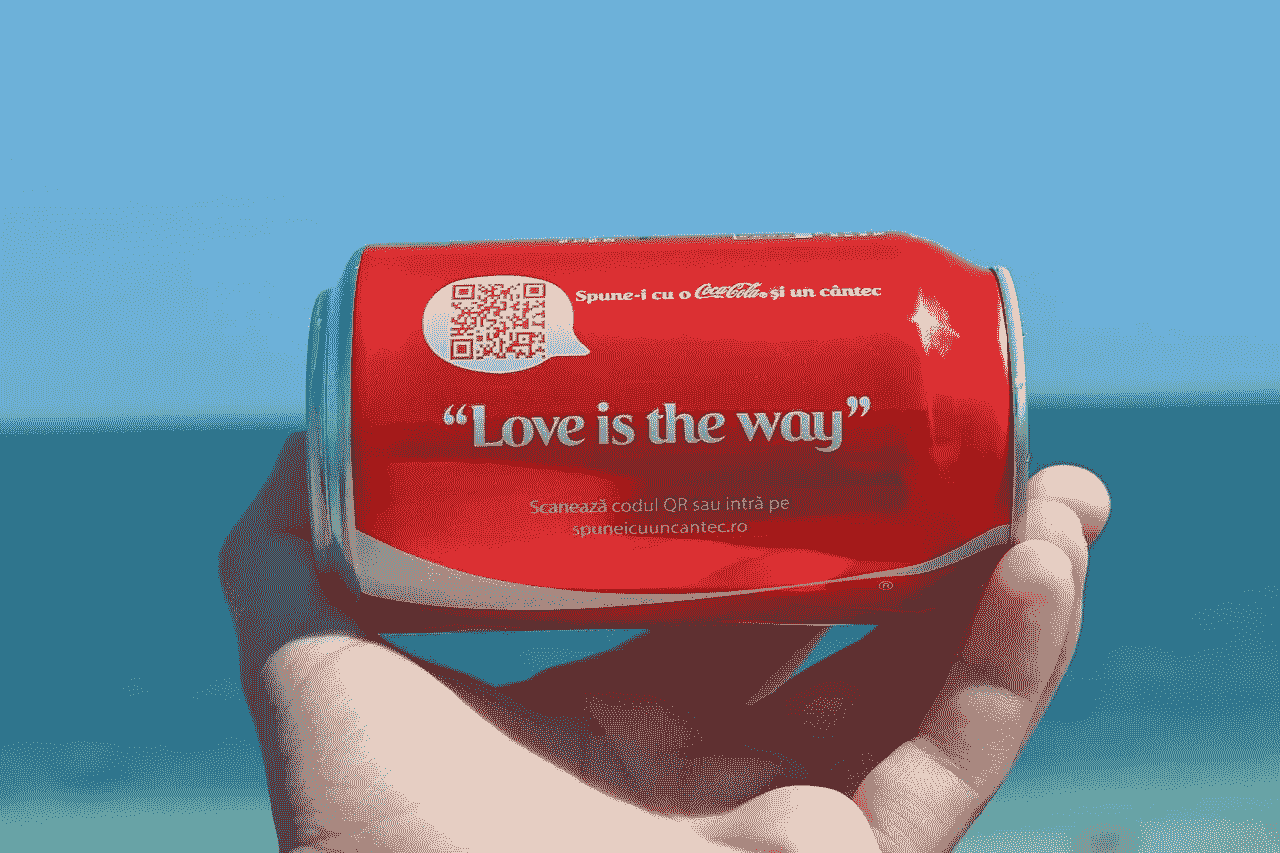 Spune-i cu o Coca-Cola® și un cântec
“Love is the way”
Scanează codul QR sau intră pe
spuneicuuncantec.ro
®